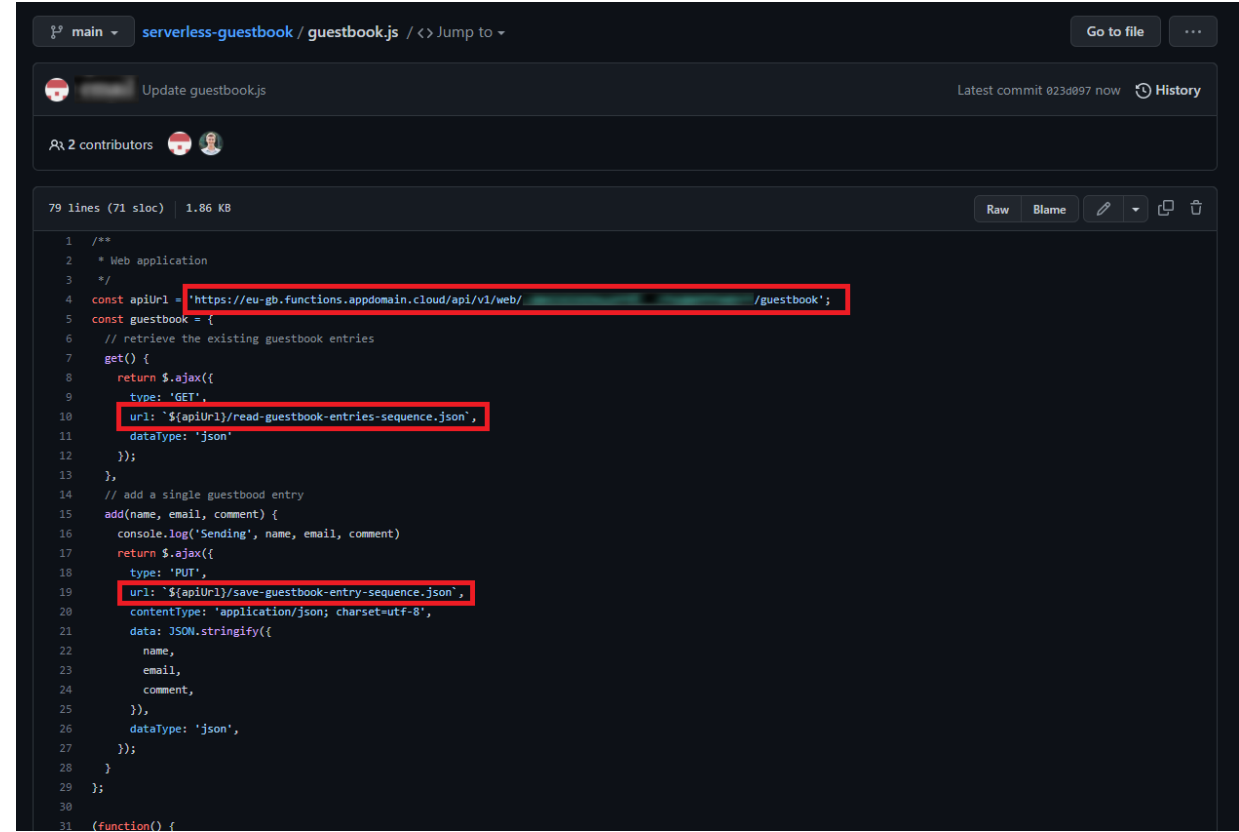 main
serverless-guestbook / guestbook.js / <> Jump to
Go to file
...
Update guestbook.js
Latest commit 023d097 now
History
2 contributors
79 lines (71 sloc) 1.86 KB
Raw
Blame
1 /**
2  * Web application
3  */
4 const apiUrl = 'https://eu-gb.functions.appdomain.cloud/api/v1/web/ /guestbook';
5 const guestbook = {
6   // retrieve the existing guestbook entries
7   get() {
8     return $.ajax({
9       type: 'GET',
10       url: `${apiUrl}/read-guestbook-entries-sequence.json`,
11       dataType: 'json'
12     });
13   },
14   // add a single guestbood entry
15   add(name, email, comment) {
16     console.log('Sending', name, email, comment)
17     return $.ajax({
18       type: 'PUT',
19       url: `${apiUrl}/save-guestbook-entry-sequence.json`,
20       contentType: 'application/json; charset=utf-8',
21       data: JSON.stringify({
22         name,
23         email,
24         comment,
25       }),
26       dataType: 'json',
27     });
28   }
29 };
30
31 (function() {